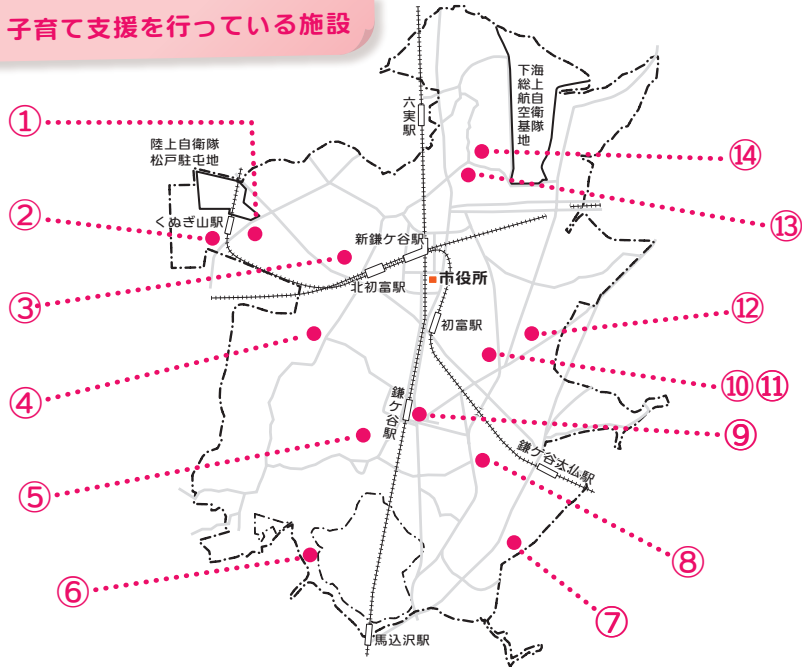 子育て支援を行っている施設
①
陸上自衛隊
松戸駐屯地
六実駅
海上自衛隊
下総航空基地
⑭
②
くぬぎ山駅
⑬
新鎌ケ谷駅
③
北初富駅
市役所
⑫
初富駅
④
⑩⑪
鎌ケ谷駅
⑨
鎌ケ谷大仏駅
⑤
⑧
⑥
⑦
馬込沢駅